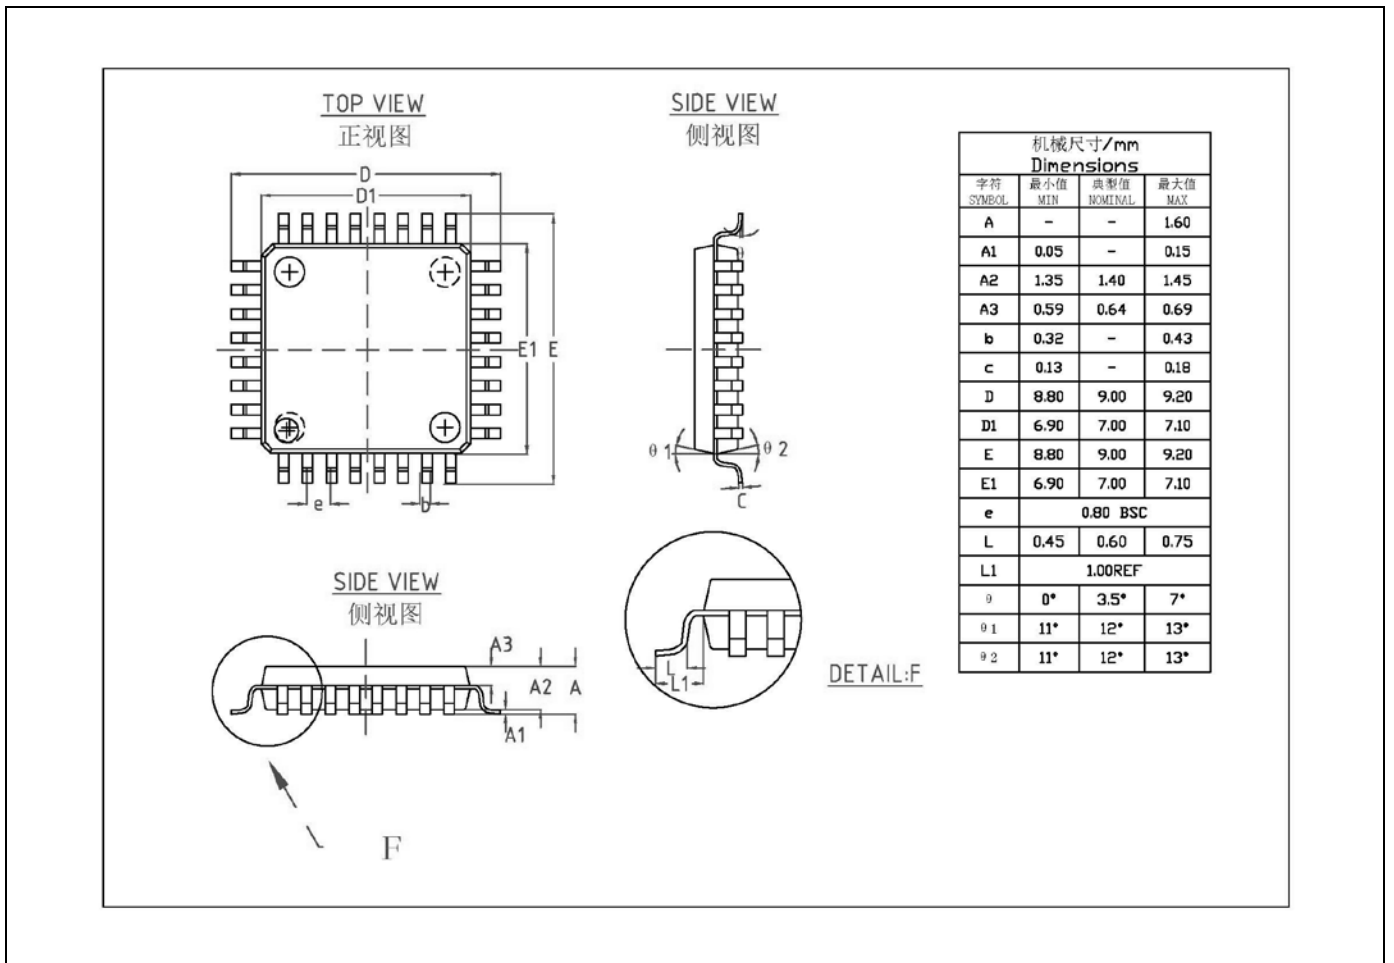 TOP VIEW
正视图
D
D1
E1 E
e
b
SIDE VIEW
侧视图
θ
θ 1
θ 2
C
SIDE VIEW
侧视图
A3
A2 A
A1
F
L
L1
DETAIL:F
机械尺寸/mm
Dimensions
字符 最小值 典型值 最大值
SYMBOL MIN NOMINAL MAX
A - - 1.60
A1 0.05 - 0.15
A2 1.35 1.40 1.45
A3 0.59 0.64 0.69
b 0.32 - 0.43
c 0.13 - 0.18
D 8.80 9.00 9.20
D1 6.90 7.00 7.10
E 8.80 9.00 9.20
E1 6.90 7.00 7.10
e 0.80 BSC
L 0.45 0.60 0.75
L1 1.00REF
θ 0° 3.5° 7°
θ 1 11° 12° 13°
θ 2 11° 12° 13°